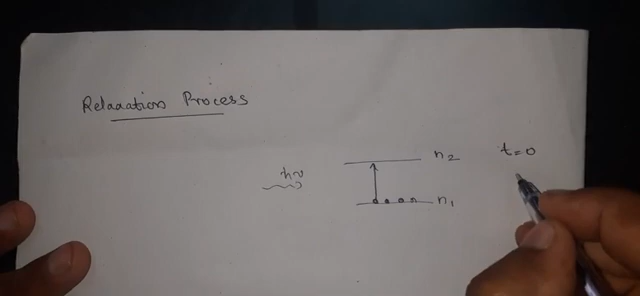 Relaxation Process
n2 t=0
hν
n1